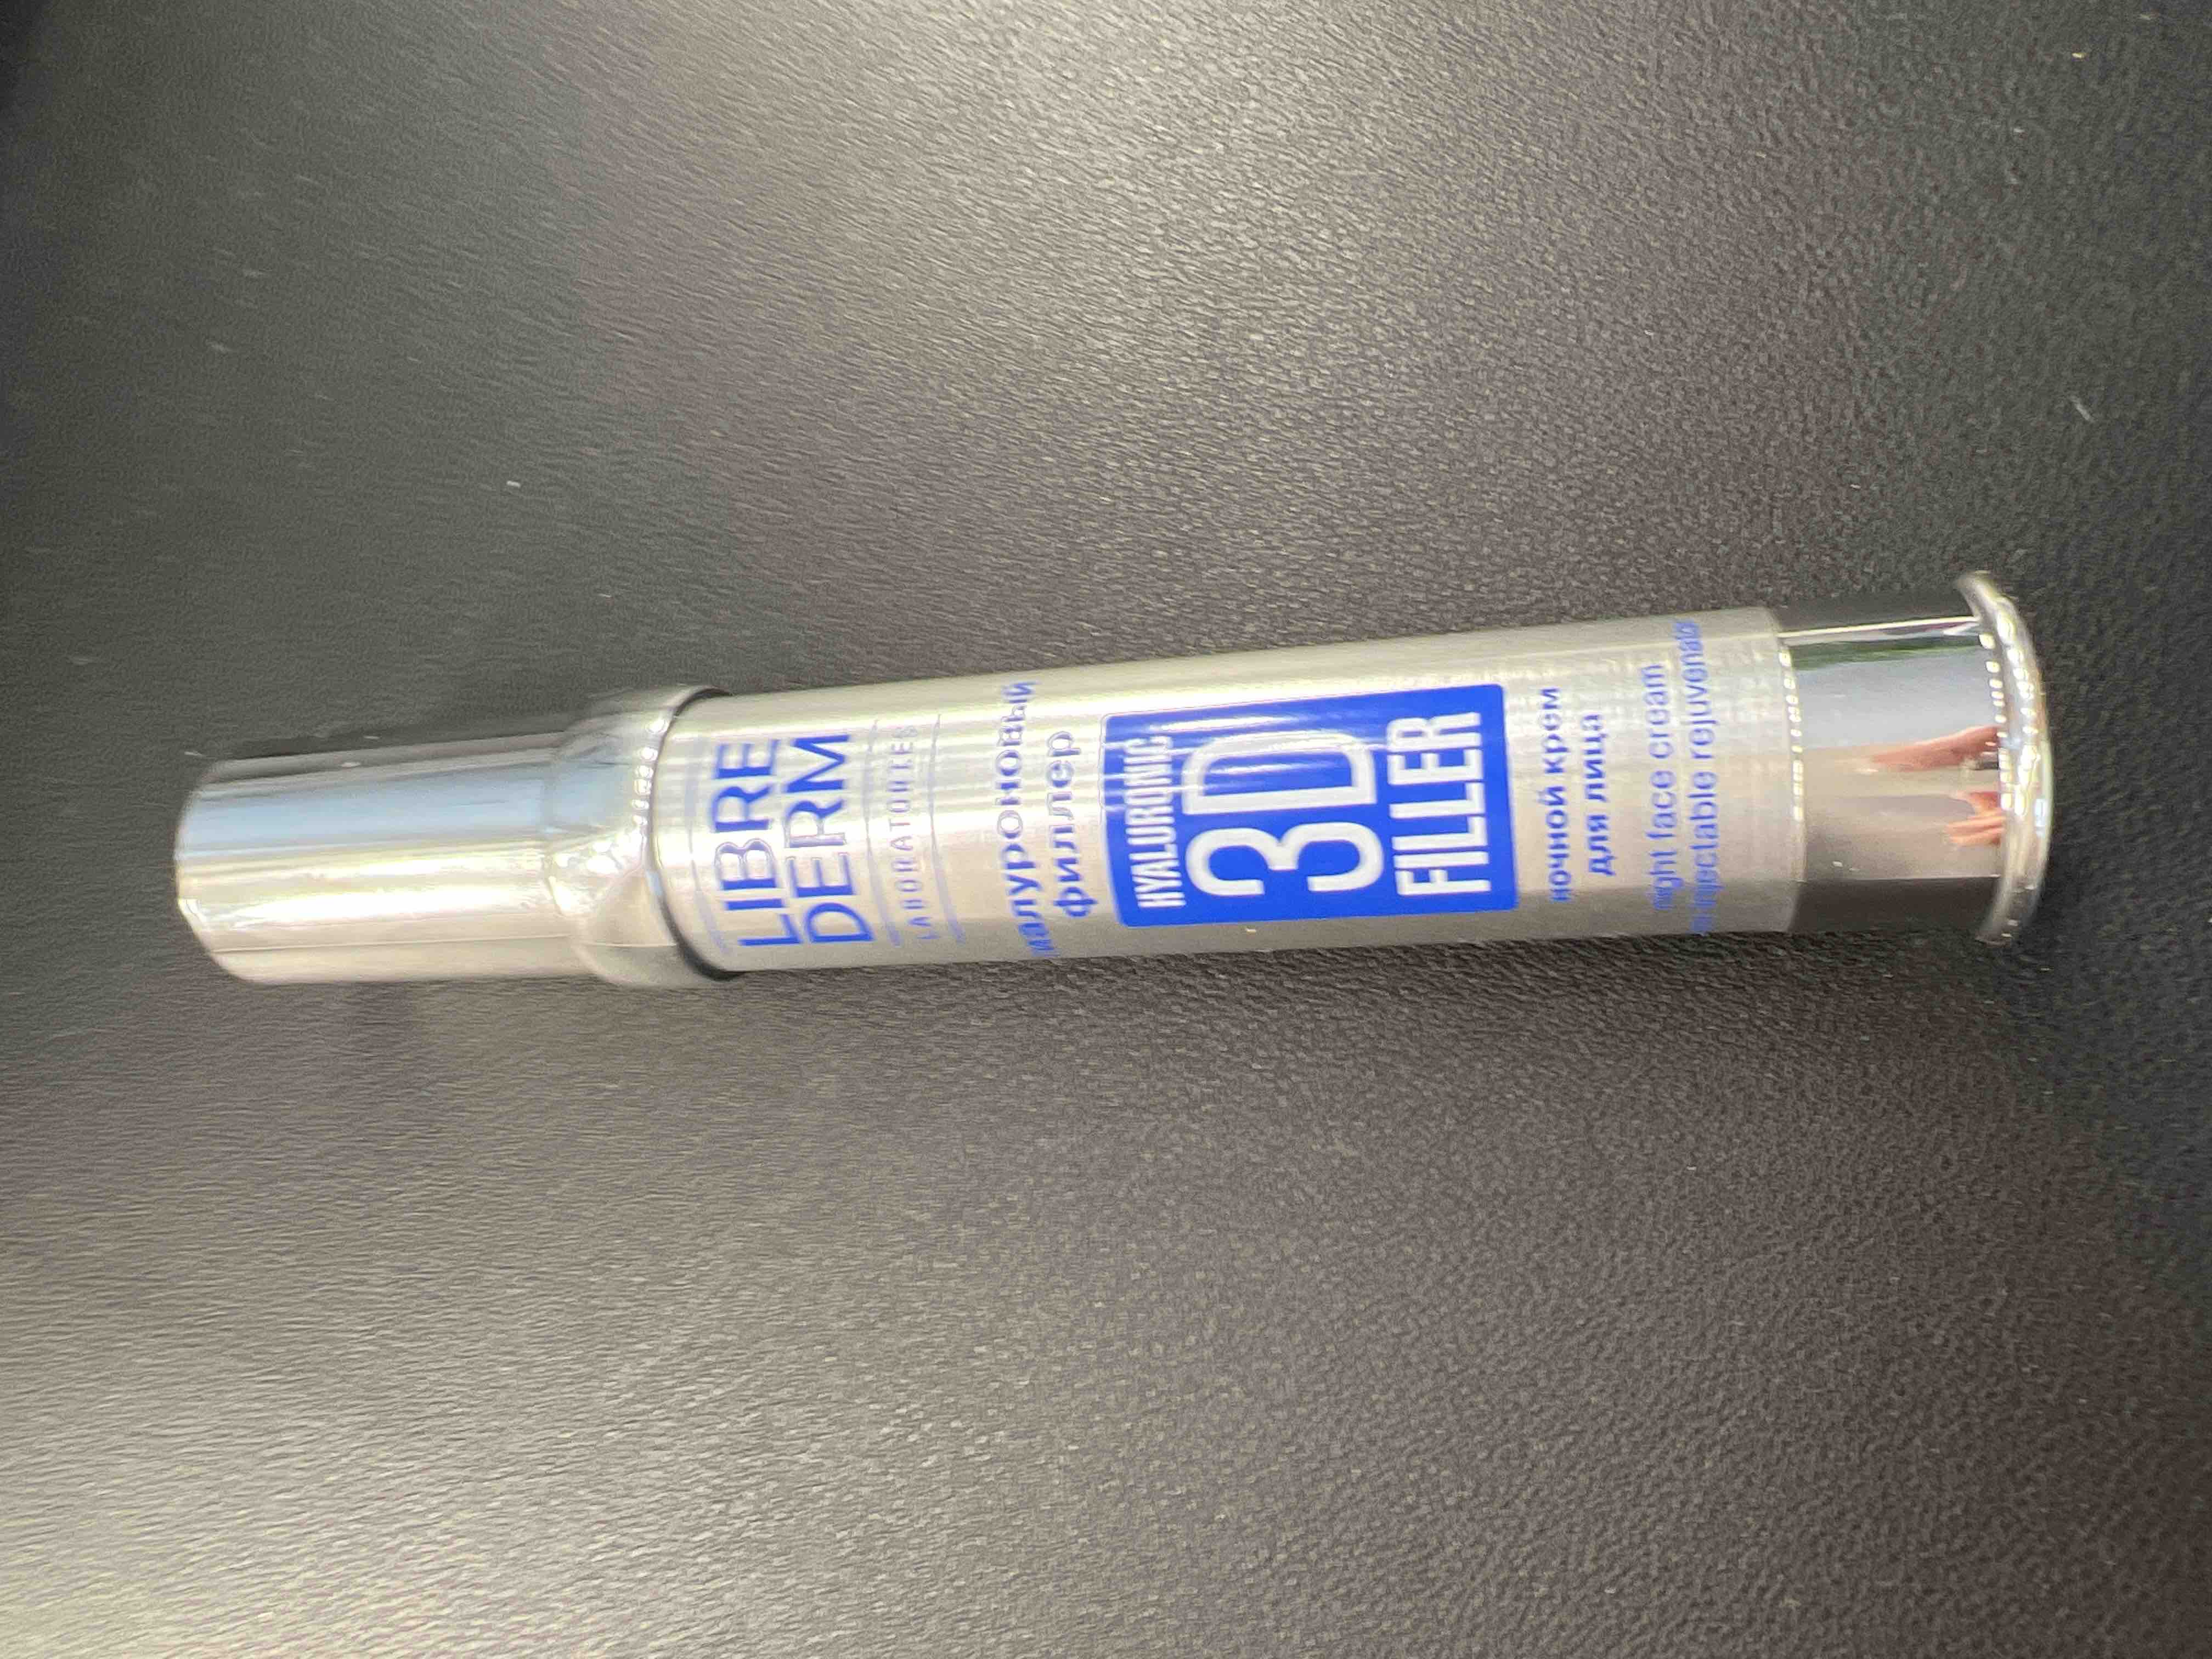 LIBRE
DERM
LABORATORIES
гиалуроновый
филлер
HYALURONIC
3D
FILLER
ночной крем
для лица
night face cream